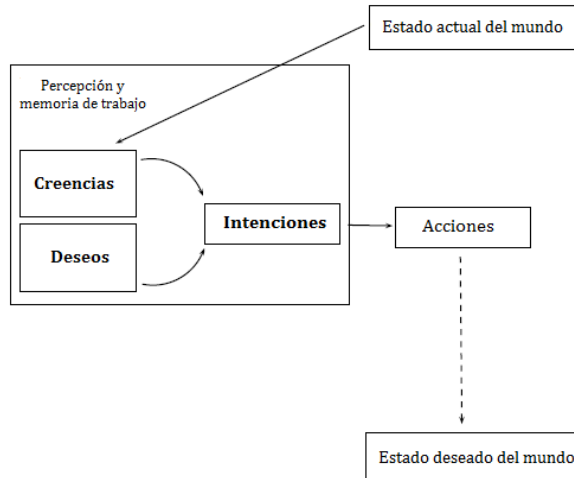 Estado actual del mundo
Percepción y
memoria de trabajo
Creencias
Intenciones
Acciones
Deseos
Estado deseado del mundo